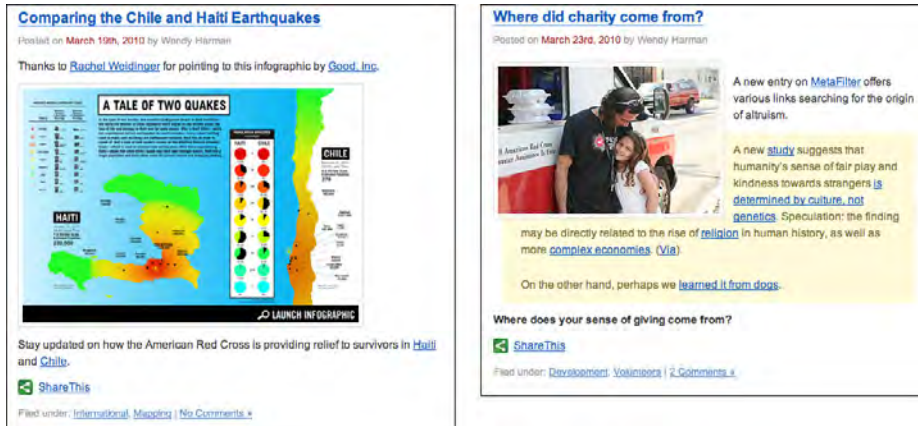 Comparing the Chile and Haiti Earthquakes
Posted on March 19th, 2010 by Wendy Harman
Thanks to Rachel Weidinger for pointing to this infographic by Good, Inc.
A TALE OF TWO QUAKES
HAITI CHILE
CHILE
HAITI
LAUNCH INFOGRAPHIC
Stay updated on how the American Red Cross is providing relief to survivors in Haiti
and Chile.
ShareThis
Filed under: International, Mapping | No Comments »
Where did charity come from?
Posted on March 23rd, 2010 by Wendy Harman
American Red Cross
A new entry on MetaFilter offers
various links searching for the origin
of altruism.
A new study suggests that
humanity's sense of fair play and
kindness towards strangers is
determined by culture, not
genetics. Speculation: the finding
may be directly related to the rise of religion in human history, as well as
more complex economies. (Via).
On the other hand, perhaps we learned it from dogs.
Where does your sense of giving come from?
ShareThis
Filed under: Development, Volunteers | 2 Comments »